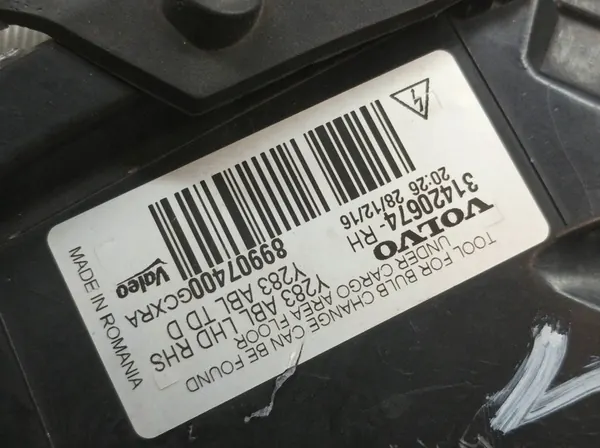 VOLVO
31420674-RH
20:26 28/12/16
TOOL FOR BULB CHANGE CAN BE FOUND
UNDER CARGO AREA FLOOR
Y283 ABL LHD RHS
Y283 ABL TD D
89907400GCXRA
Valeo
MADE IN ROMANIA